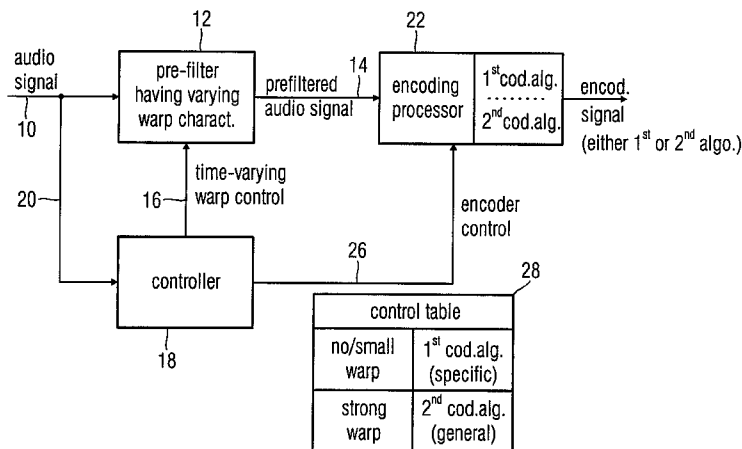 12
audio
signal
10
pre-filter
having varying
warp charact.
prefiltered
audio signal
14
22
encoding
processor
1st cod.alg.
2nd cod.alg.
encod.
signal
(either 1st or 2nd algo.)
20
16
time-varying
warp control
encoder
control
controller
18
26
28
control table
no/small
warp
1st cod.alg.
(specific)
strong
warp
2nd cod.alg.
(general)